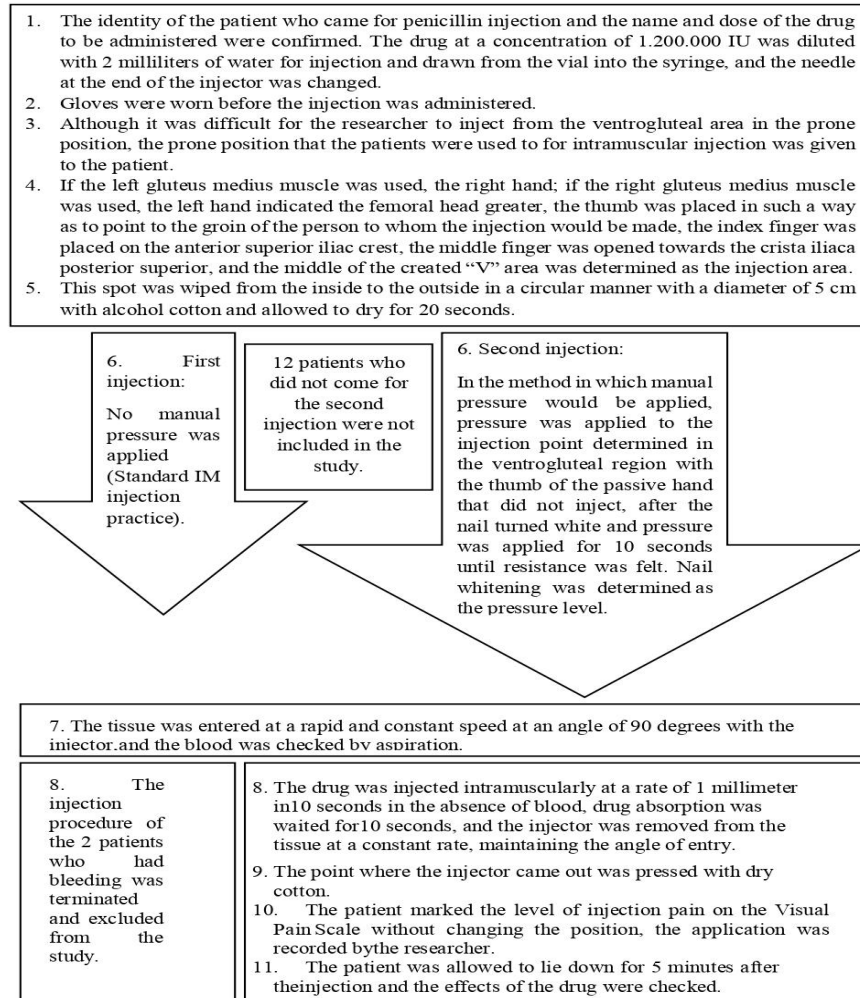 1. The identity of the patient who came for penicillin injection and the name and dose of the drug
to be administered were confirmed. The drug at a concentration of 1.200.000 IU was diluted
with 2 milliliters of water for injection and drawn from the vial into the syringe, and the needle
at the end of the injector was changed.
2. Gloves were worn before the injection was administered.
3. Although it was difficult for the researcher to inject from the ventrogluteal area in the prone
position, the prone position that the patients were used to for intramuscular injection was given
to the patient.
4. If the left gluteus medius muscle was used, the right hand; if the right gluteus medius muscle
was used, the left hand indicated the femoral head greater, the thumb was placed in such a way
as to point to the groin of the person to whom the injection would be made, the index finger was
placed on the anterior superior iliac crest, the middle finger was opened towards the crista iliaca
posterior superior, and the middle of the created “V” area was determined as the injection area.
5. This spot was wiped from the inside to the outside in a circular manner with a diameter of 5 cm
with alcohol cotton and allowed to dry for 20 seconds.
6. First
injection:
No manual
pressure was
applied
(Standard IM
injection
practice).
12 patients who
did not come for
the second
injection were not
included in the
study.
6. Second injection:
In the method in which manual
pressure would be applied,
pressure was applied to the
injection point determined in
the ventrogluteal region with
the thumb of the passive hand
that did not inject, after the
nail turned white and pressure
was applied for 10 seconds
until resistance was felt. Nail
whitening was determined as
the pressure level.
7. The tissue was entered at a rapid and constant speed at an angle of 90 degrees with the
injector.and the blood was checked by aspiration.
8. The
injection
procedure of
the 2 patients
who had
bleeding was
terminated
and excluded
from the
study.
8. The drug was injected intramuscularly at a rate of 1 millimeter
in10 seconds in the absence of blood, drug absorption was
waited for10 seconds, and the injector was removed from the
tissue at a constant rate, maintaining the angle of entry.
9. The point where the injector came out was pressed with dry
cotton.
10. The patient marked the level of injection pain on the Visual
Pain Scale without changing the position, the application was
recorded bythe researcher.
11. The patient was allowed to lie down for 5 minutes after
theinjection and the effects of the drug were checked.